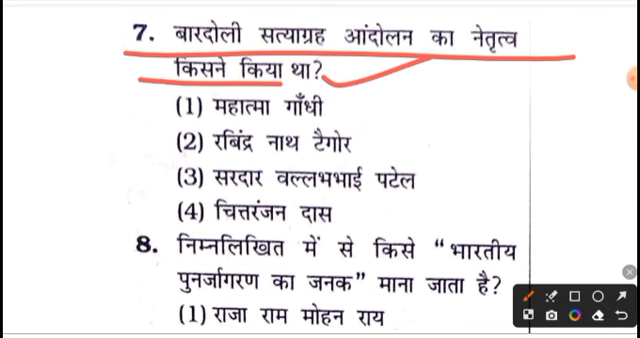 7. बारदोली सत्याग्रह आंदोलन का नेतृत्व
किसने किया था?
(1) महात्मा गाँधी
(2) रबिंद्र नाथ टैगोर
(3) सरदार वल्लभभाई पटेल
(4) चित्तरंजन दास
8. निम्नलिखित में से किसे “भारतीय
पुनर्जागरण का जनक” माना जाता है?
(1) राजा राम मोहन राय